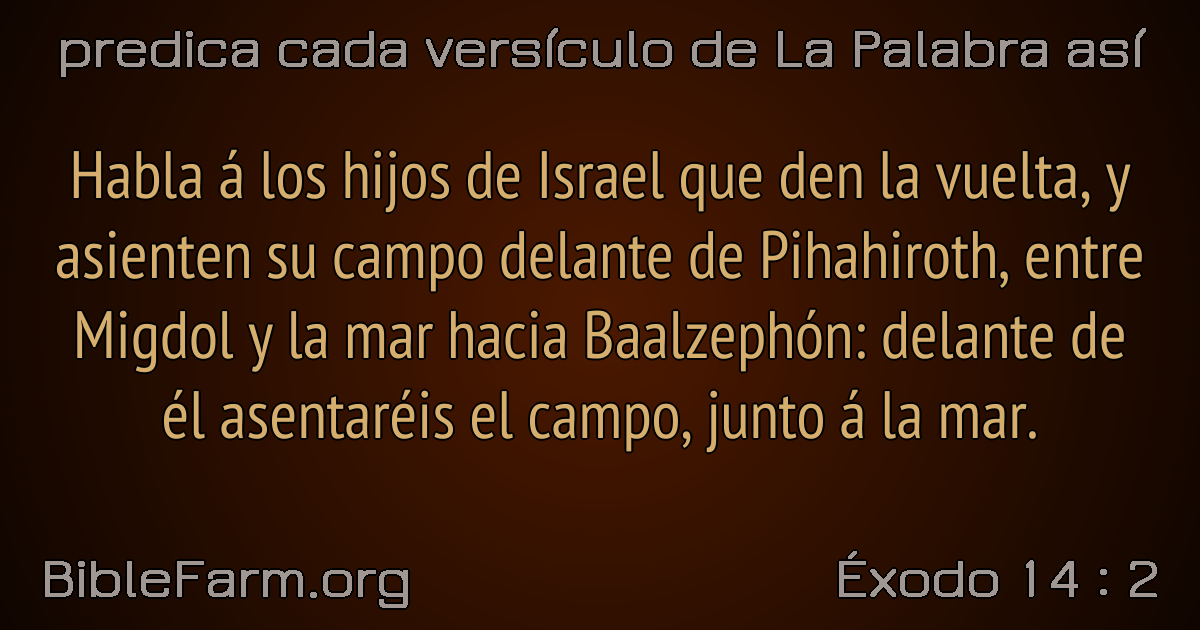 predica cada versículo de La Palabra así
Habla á los hijos de Israel que den la vuelta, y
asienten su campo delante de Pihahiroth, entre
Migdol y la mar hacia Baalzephón: delante de
él asentaréis el campo, junto á la mar.
BibleFarm.org
Éxodo 14 : 2